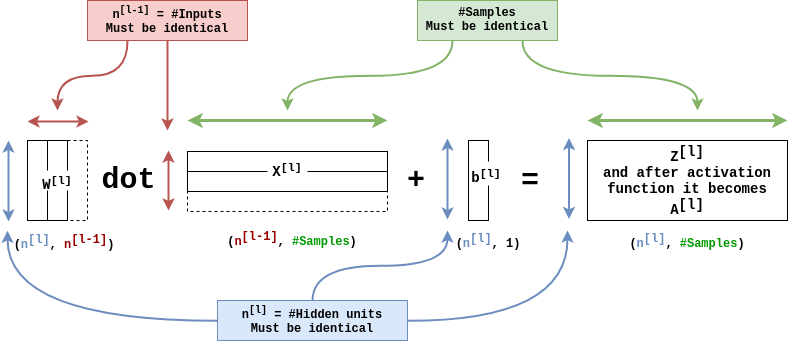 n[l-1] = #Inputs
Must be identical
#Samples
Must be identical
W[l]
dot
X[l]
+
b[l]
=
Z[l]
and after activation
function it becomes
A[l]
(n[l], n[l-1])
(n[l-1], #Samples)
(n[l], 1)
(n[l], #Samples)
n[l] = #Hidden units
Must be identical